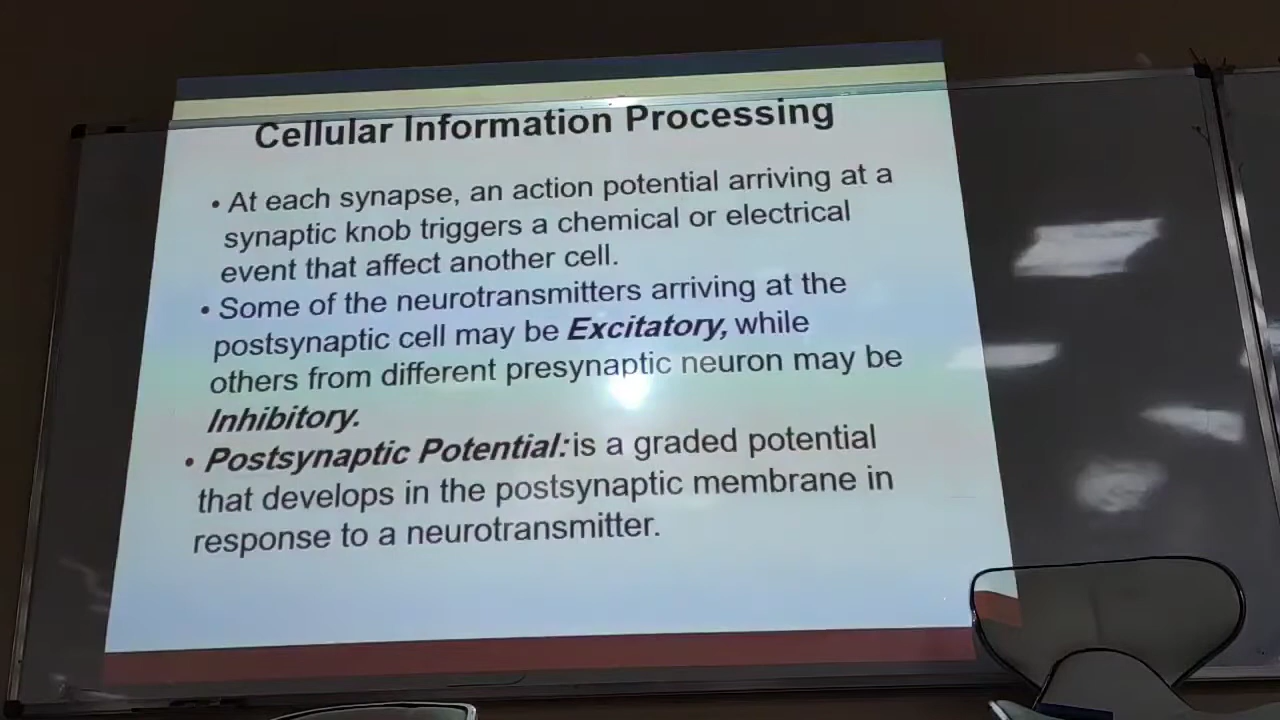 Cellular Information Processing
• At each synapse, an action potential arriving at a
synaptic knob triggers a chemical or electrical
event that affect another cell.
• Some of the neurotransmitters arriving at the
postsynaptic cell may be Excitatory, while
others from different presynaptic neuron may be
Inhibitory.
• Postsynaptic Potential: is a graded potential
that develops in the postsynaptic membrane in
response to a neurotransmitter.